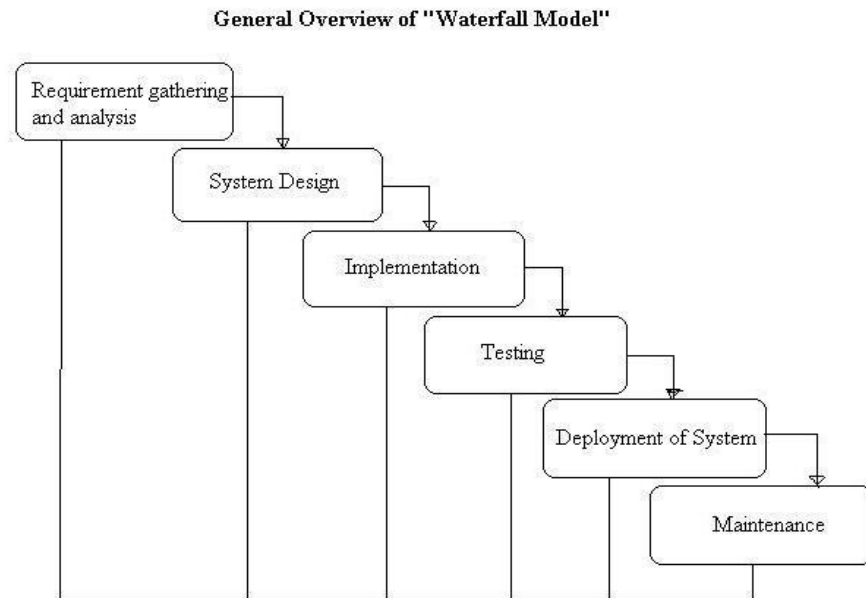 General Overview of "Waterfall Model"
Requirement gathering
and analysis
System Design
Implementation
Testing
Deployment of System
Maintenance